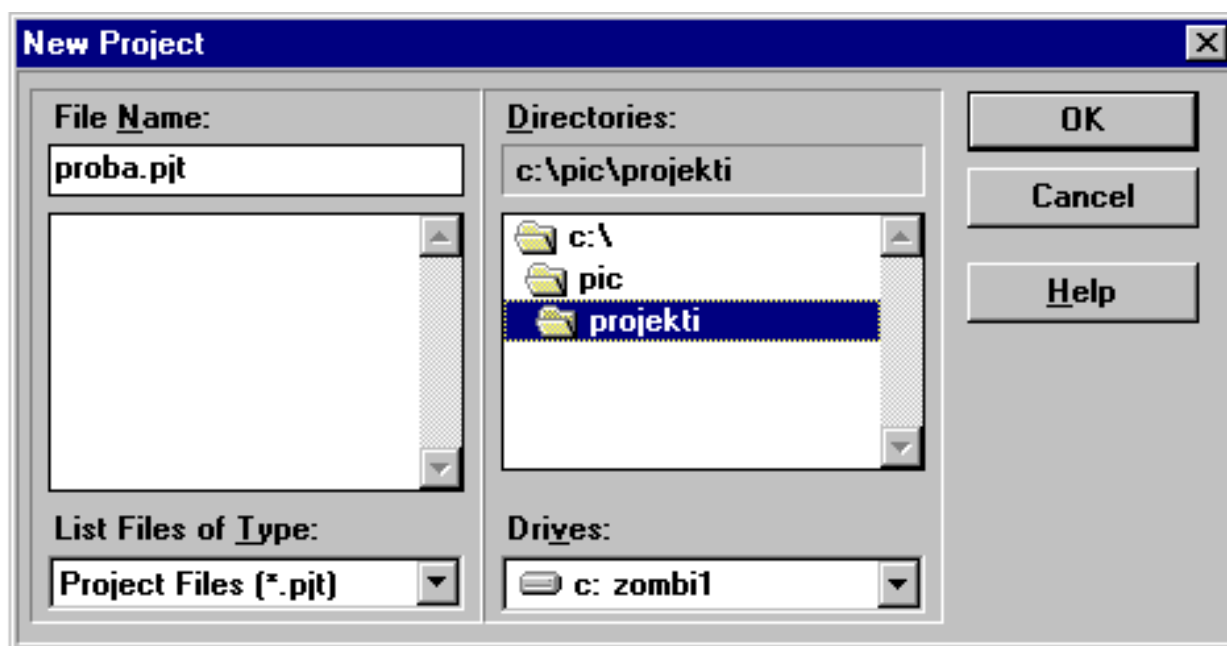 New Project
File Name:
proba.pjt
List Files of Type:
Project Files (*.pjt)
Directories:
c:\pic\projekti
c:\
pic
projekti
Drives:
c: zombi1
OK
Cancel
Help